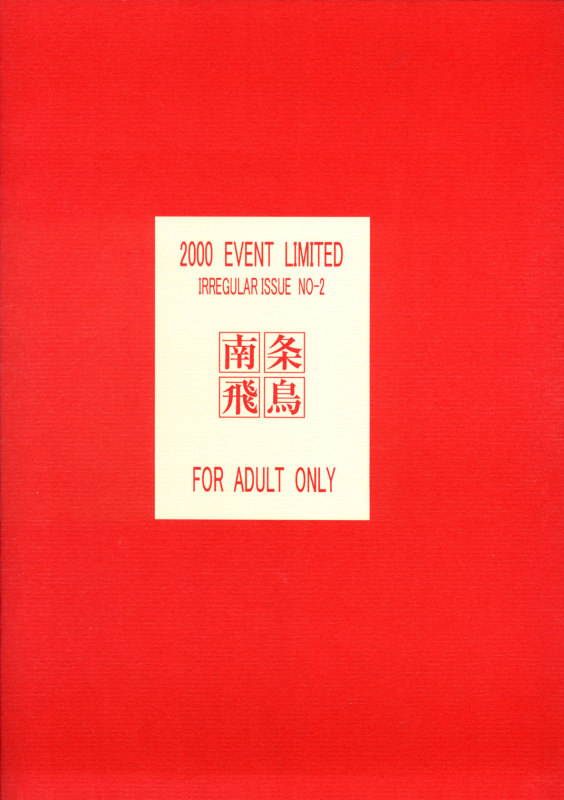 2000 EVENT LIMITED
IRREGULAR ISSUE NO-2
南条
飛鳥
FOR ADULT ONLY